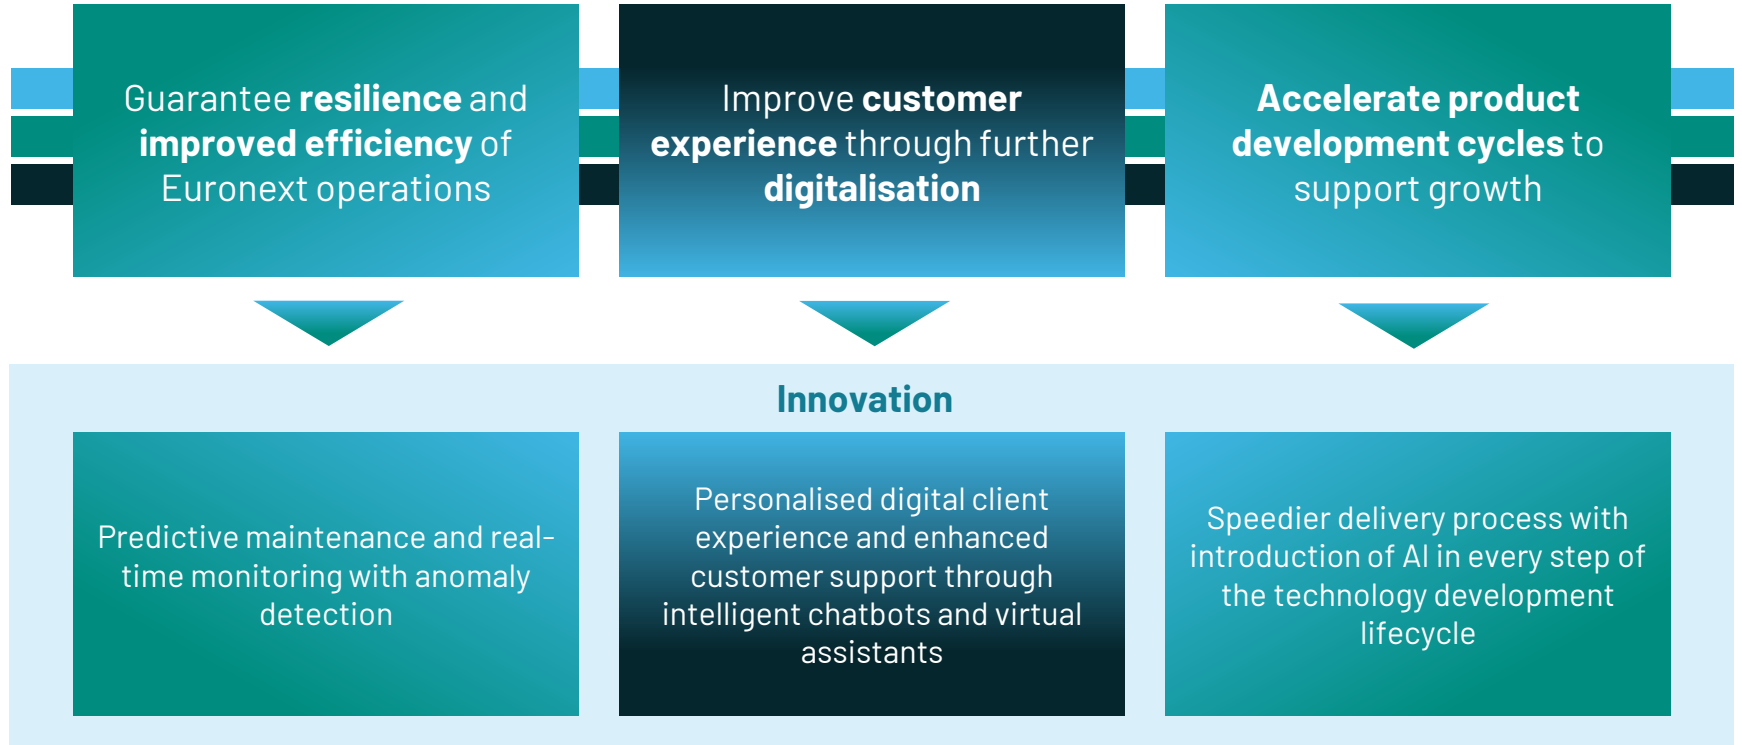 Guarantee resilience and
improved efficiency of
Euronext operations
Improve customer
experience through further
digitalisation
Accelerate product
development cycles to
support growth
Innovation
Predictive maintenance and real-
time monitoring with anomaly
detection
Personalised digital client
experience and enhanced
customer support through
intelligent chatbots and virtual
assistants
Speedier delivery process with
introduction of AI in every step of
the technology development
lifecycle